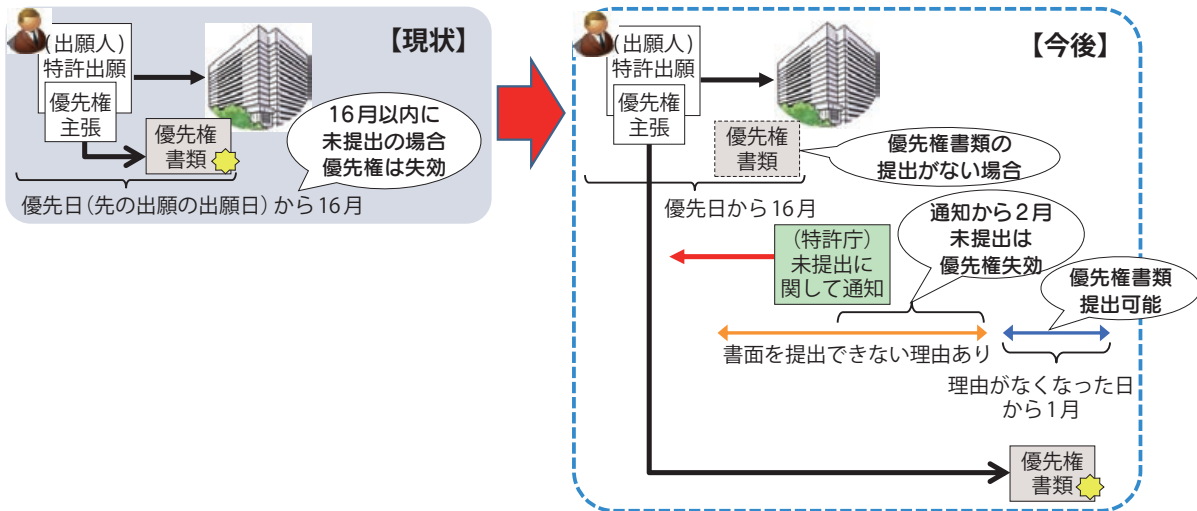 【現状】
(出願人)
特許出願
優先権
主張
優先権
書類
16月以内に
未提出の場合
優先権は失効
優先日(先の出願の出願日)から16月
【今後】
(出願人)
特許出願
優先権
主張
優先権
書類
優先権書類の
提出がない場合
優先日から16月
(特許庁)
未提出に
関して通知
通知から2月
未提出は
優先権失効
優先権書類
提出可能
書面を提出できない理由あり
理由がなくなった日
から1月
優先権
書類